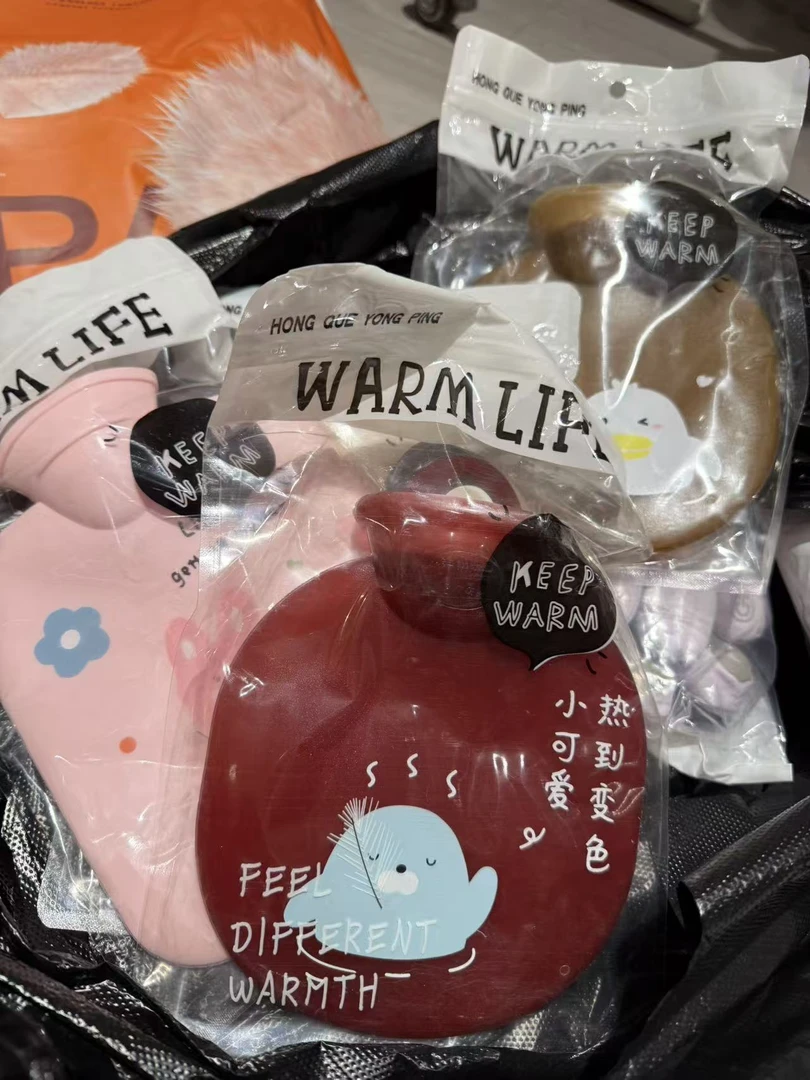 HONG QUE YONG PING
WARM LIFE
KEEP
WARM
M LIFE
KEEP
WARM
HONG QUE YONG PING
WARM LIF
KEEP
WARM
热到变色
小可爱
FEEL
DIFFERENT
WARMTH